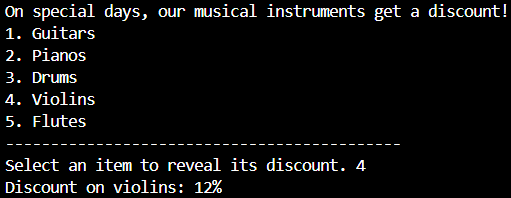 On special days, our musical instruments get a discount!
1. Guitars
2. Pianos
3. Drums
4. Violins
5. Flutes
--------------------------------------------
Select an item to reveal its discount. 4
Discount on violins: 12%